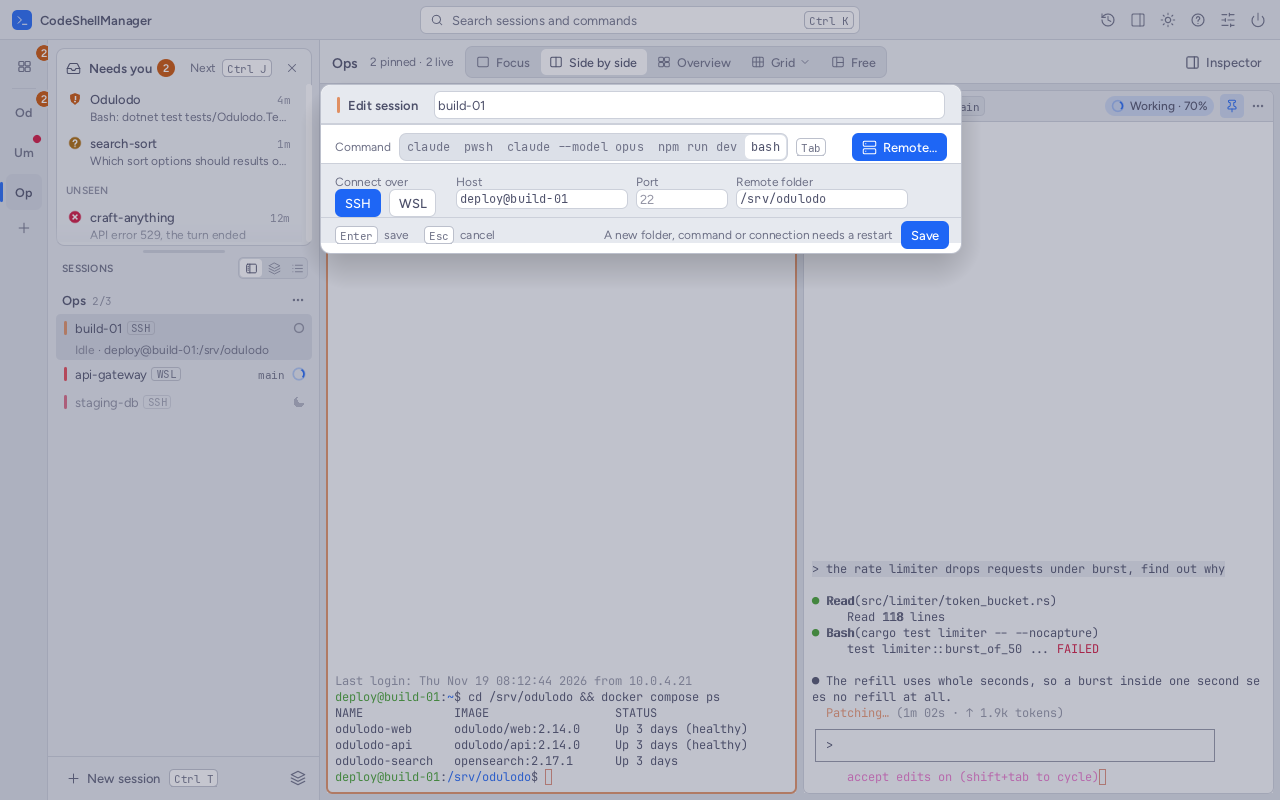 CodeShellManager
Search sessions and commands
Ctrl K
2
Od
2
Um
Op
Needs you 2
Next Ctrl J
Odulodo 4m
Bash: dotnet test tests/Odulodo.Te…
search-sort 1m
Which sort options should results o…
UNSEEN
craft-anything 12m
API error 529, the turn ended
SESSIONS
Ops 2/3
build-01 SSH
Idle · deploy@build-01:/srv/odulodo
api-gateway WSL main
staging-db SSH
New session Ctrl T
Ops 2 pinned · 2 live
Focus Side by side Overview Grid Free
Inspector
Edit session build-01
Command claude pwsh claude --model opus npm run dev bash Tab Remote…
Connect over Host Port Remote folder
SSH WSL deploy@build-01 22 /srv/odulodo
Enter save Esc cancel A new folder, command or connection needs a restart Save
Working · 70%
Last login: Thu Nov 19 08:12:44 2026 from 10.0.4.21
deploy@build-01:~$ cd /srv/odulodo && docker compose ps
NAME IMAGE STATUS
odulodo-web odulodo/web:2.14.0 Up 3 days (healthy)
odulodo-api odulodo/api:2.14.0 Up 3 days (healthy)
odulodo-search opensearch:2.17.1 Up 3 days
deploy@build-01:/srv/odulodo$
> the rate limiter drops requests under burst, find out why
Read(src/limiter/token_bucket.rs)
Read 118 lines
Bash(cargo test limiter -- --nocapture)
test limiter::burst_of_50 ... FAILED
The refill uses whole seconds, so a burst inside one second se
es no refill at all.
Patching… (1m 02s · ↑ 1.9k tokens)
>
accept edits on (shift+tab to cycle)